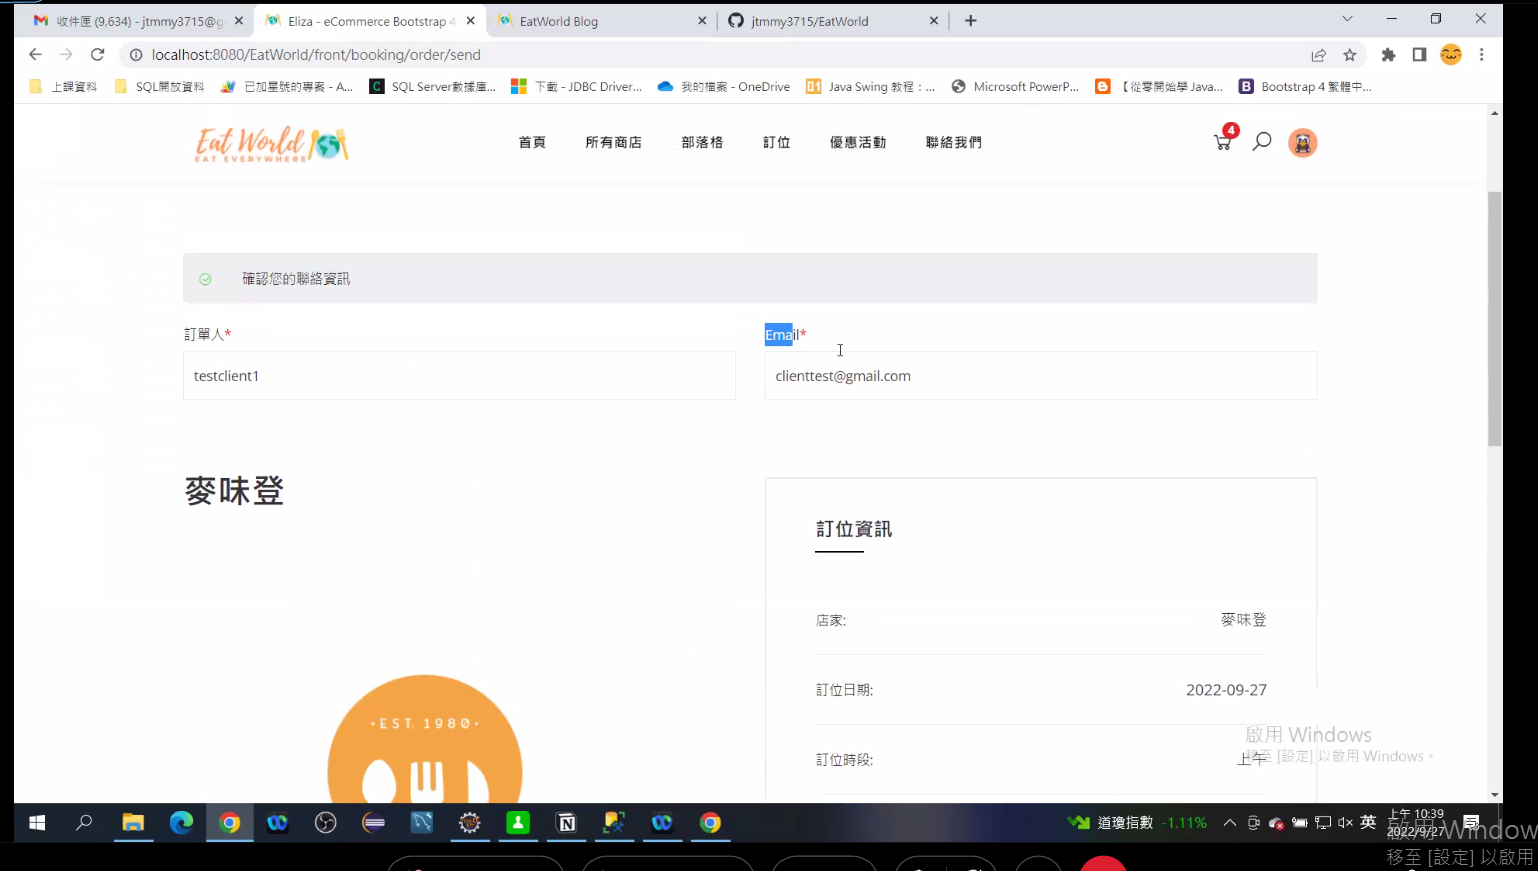 收件匣 (9,634) - jtmmy3715@g
Eliza - eCommerce Bootstrap 4
EatWorld Blog
jtmmy3715/EatWorld
localhost:8080/EatWorld/front/booking/order/send
上課資料
SQL開放資料
已加星號的專案 - A...
SQL Server數據庫...
下載 - JDBC Driver...
我的檔案 - OneDrive
Java Swing 教程：...
Microsoft PowerP...
【從零開始學 Java...
Bootstrap 4 繁體中...
Eat World
EAT EVERYWHERE
首頁
所有商店
部落格
訂位
優惠活動
聯絡我們
4
確認您的聯絡資訊
訂單人*
Email*
testclient1
clienttest@gmail.com
麥味登
訂位資訊
店家:
麥味登
訂位日期:
2022-09-27
訂位時段:
上午
·EST. 1980·
啟用 Windows
移至 [設定] 以啟用 Windows。
道瓊指數 -1.11%
英
上午 10:39
2022/9/27
啟用 Window
移至 [設定] 以啟用